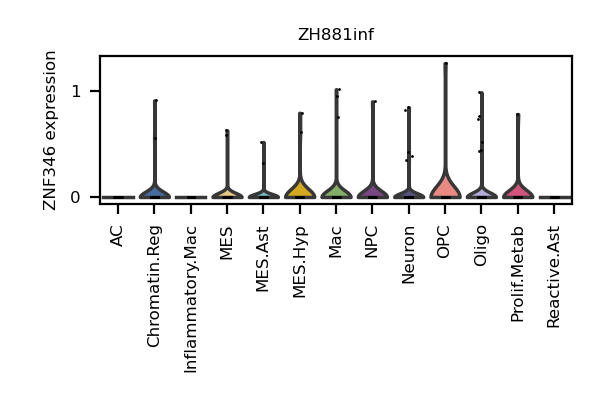 ZH881inf
ZNF346 expression
1
0
AC
Chromatin.Reg
Inflammatory.Mac
MES
MES.Ast
MES.Hyp
Mac
NPC
Neuron
OPC
Oligo
Prolif.Metab
Reactive.Ast